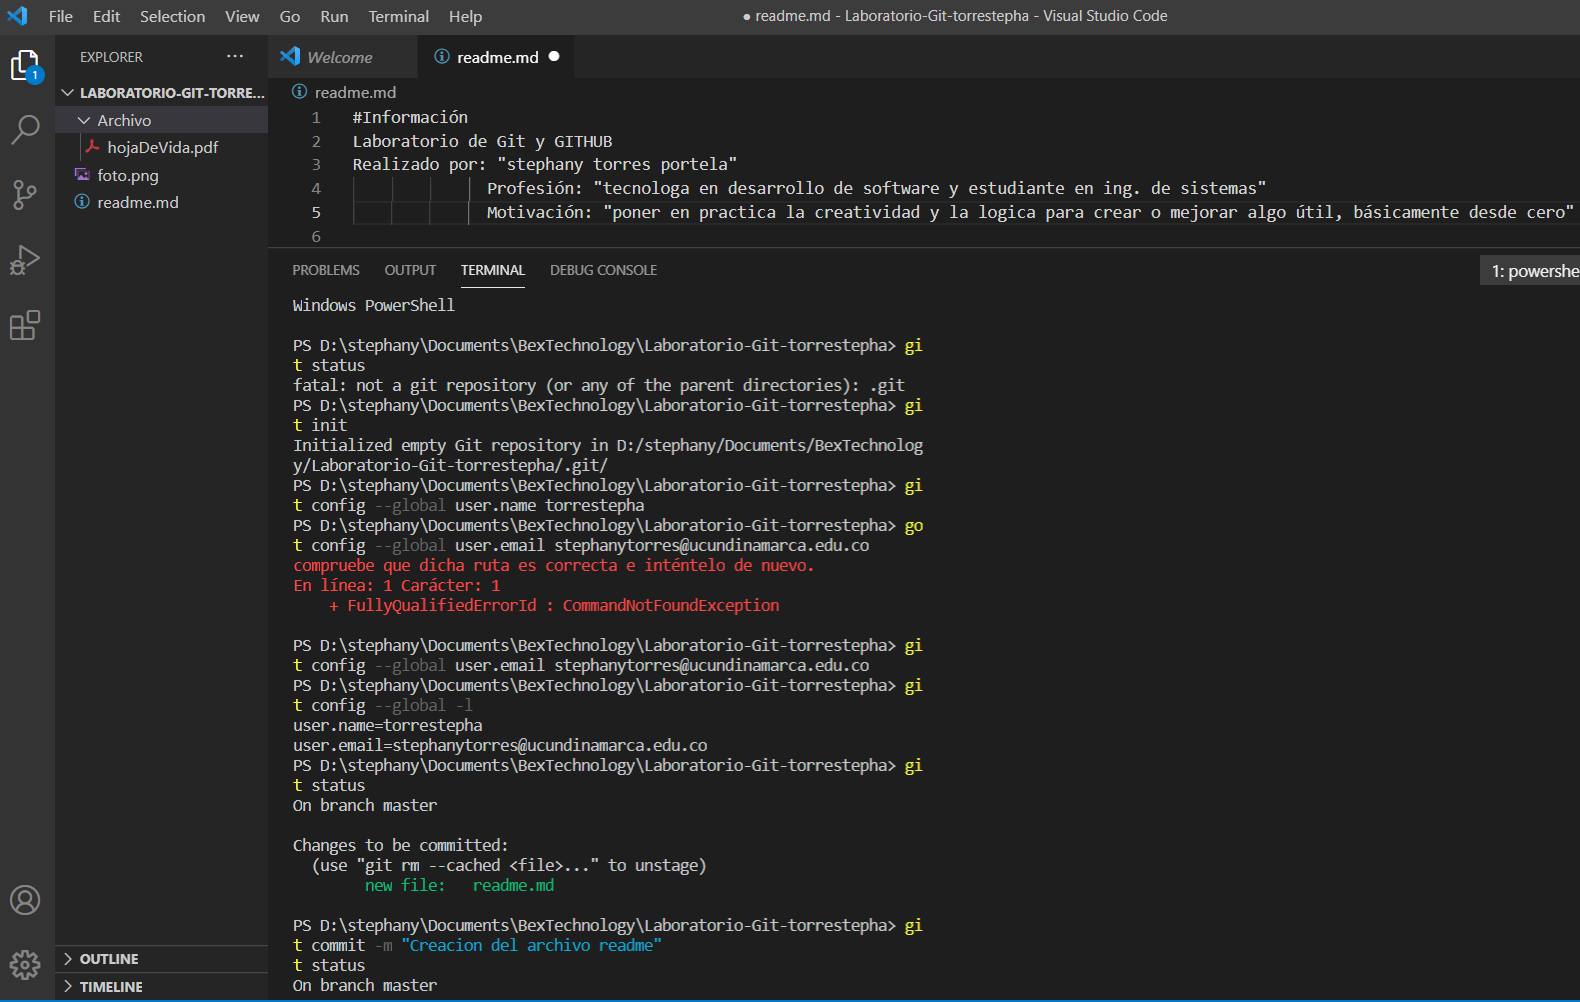 File Edit Selection View Go Run Terminal Help
● readme.md - Laboratorio-Git-torrestepha - Visual Studio Code
EXPLORER ...
1
LABORATORIO-GIT-TORRE...
Archivo
hojaDeVida.pdf
foto.png
readme.md
OUTLINE
TIMELINE
Welcome
readme.md ●
readme.md
1 #Información
2 Laboratorio de Git y GITHUB
3 Realizado por: "stephany torres portela"
4 Profesión: "tecnologa en desarrollo de software y estudiante en ing. de sistemas"
5 Motivación: "poner en practica la creatividad y la logica para crear o mejorar algo útil, básicamente desde cero"
6
PROBLEMS OUTPUT TERMINAL DEBUG CONSOLE
1: powershe
Windows PowerShell
PS D:\stephany\Documents\BexTechnology\Laboratorio-Git-torrestepha> gi
t status
fatal: not a git repository (or any of the parent directories): .git
PS D:\stephany\Documents\BexTechnology\Laboratorio-Git-torrestepha> gi
t init
Initialized empty Git repository in D:/stephany/Documents/BexTechnolog
y/Laboratorio-Git-torrestepha/.git/
PS D:\stephany\Documents\BexTechnology\Laboratorio-Git-torrestepha> gi
t config --global user.name torrestepha
PS D:\stephany\Documents\BexTechnology\Laboratorio-Git-torrestepha> go
t config --global user.email stephanytorres@ucundinamarca.edu.co
compruebe que dicha ruta es correcta e inténtelo de nuevo.
En línea: 1 Carácter: 1
+ FullyQualifiedErrorId : CommandNotFoundException
PS D:\stephany\Documents\BexTechnology\Laboratorio-Git-torrestepha> gi
t config --global user.email stephanytorres@ucundinamarca.edu.co
PS D:\stephany\Documents\BexTechnology\Laboratorio-Git-torrestepha> gi
t config --global -l
user.name=torrestepha
user.email=stephanytorres@ucundinamarca.edu.co
PS D:\stephany\Documents\BexTechnology\Laboratorio-Git-torrestepha> gi
t status
On branch master
Changes to be committed:
(use "git rm --cached <file>..." to unstage)
new file: readme.md
PS D:\stephany\Documents\BexTechnology\Laboratorio-Git-torrestepha> gi
t commit -m "Creacion del archivo readme"
t status
On branch master